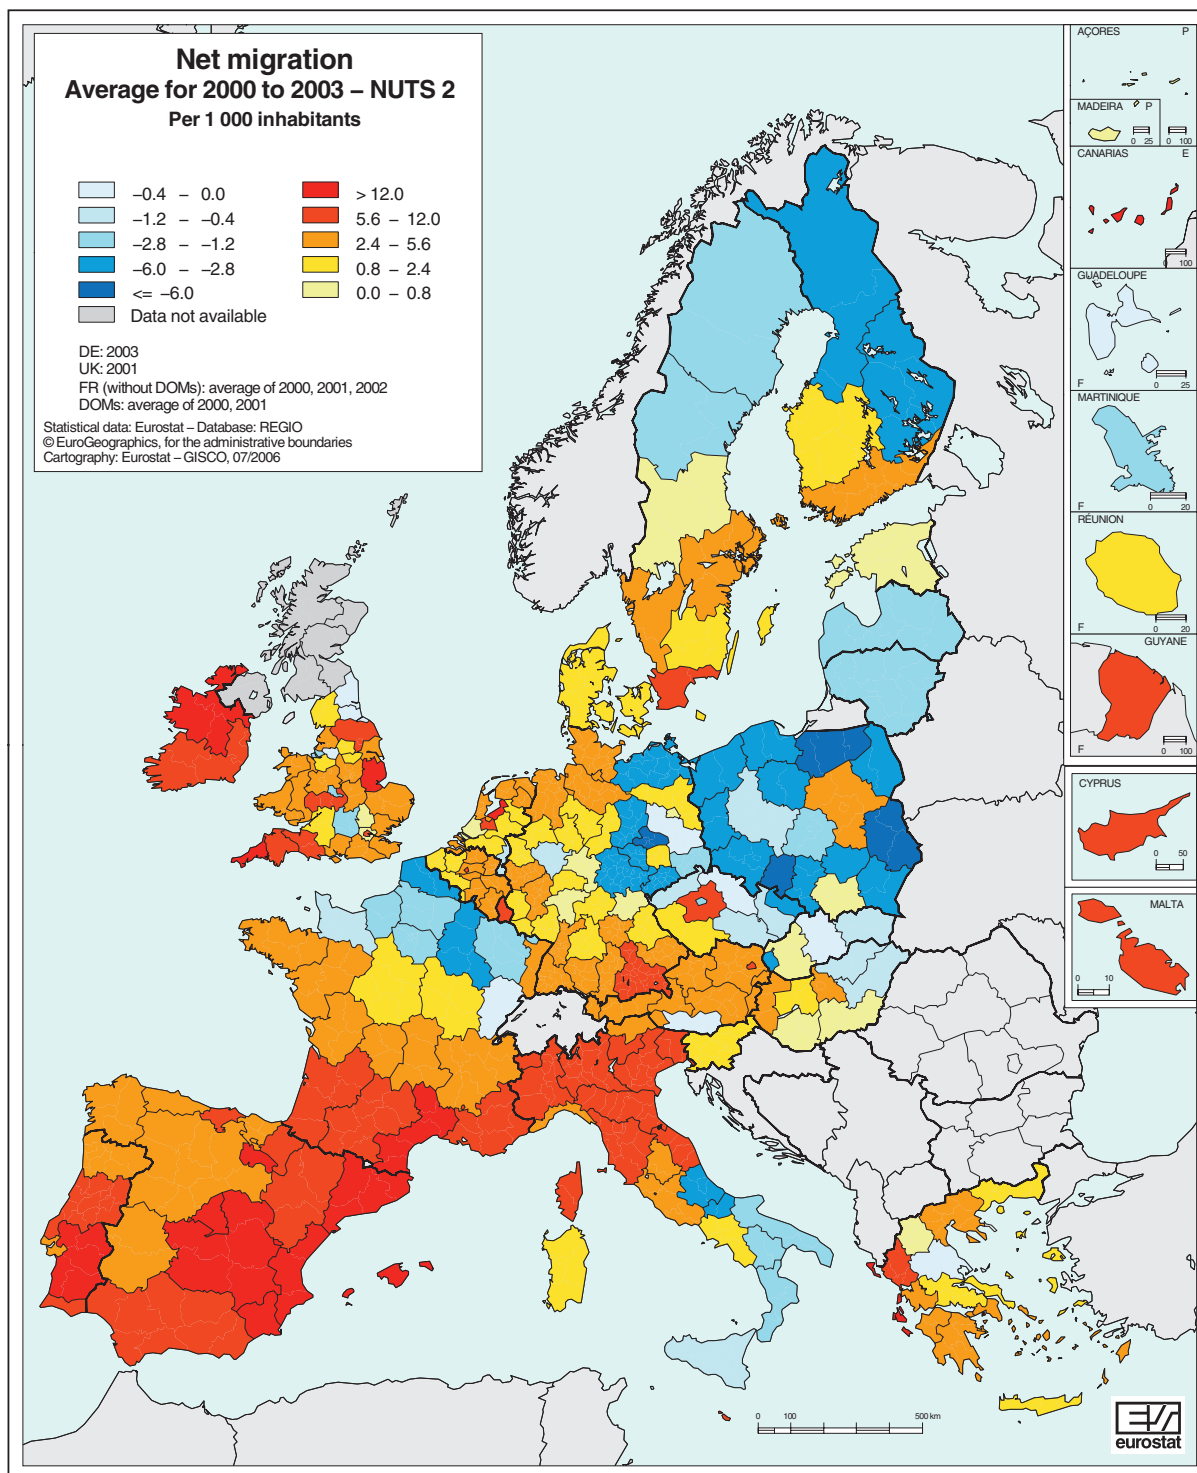 Net migration
Average for 2000 to 2003 – NUTS 2
Per 1 000 inhabitants
−0.4 – 0.0
−1.2 – −0.4
−2.8 – −1.2
−6.0 – −2.8
<= −6.0
Data not available
> 12.0
5.6 – 12.0
2.4 – 5.6
0.8 – 2.4
0.0 – 0.8
DE: 2003
UK: 2001
FR (without DOMs): average of 2000, 2001, 2002
DOMs: average of 2000, 2001
Statistical data: Eurostat – Database: REGIO
© EuroGeographics, for the administrative boundaries
Cartography: Eurostat – GISCO, 07/2006
AÇORES P
MADEIRA P
0 25
0 100
CANARIAS E
0 100
GUADELOUPE
F
0 25
MARTINIQUE
F
0 20
RÉUNION
F
0 20
GUYANE
F
0 100
CYPRUS
0 50
MALTA
0 10
0 100 500 km
eurostat